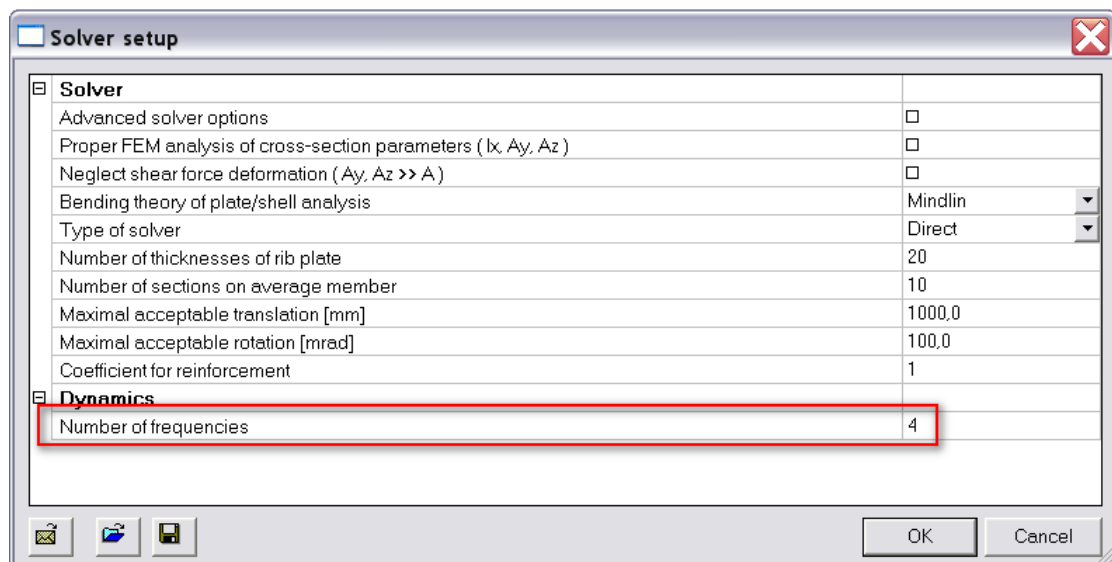 Solver setup
Solver
Advanced solver options
Proper FEM analysis of cross-section parameters ( Ix, Ay, Az )
Neglect shear force deformation ( Ay, Az >> A )
Bending theory of plate/shell analysis Mindlin
Type of solver Direct
Number of thicknesses of rib plate 20
Number of sections on average member 10
Maximal acceptable translation [mm] 1000,0
Maximal acceptable rotation [mrad] 100,0
Coefficient for reinforcement 1
Dynamics
Number of frequencies 4
OK Cancel